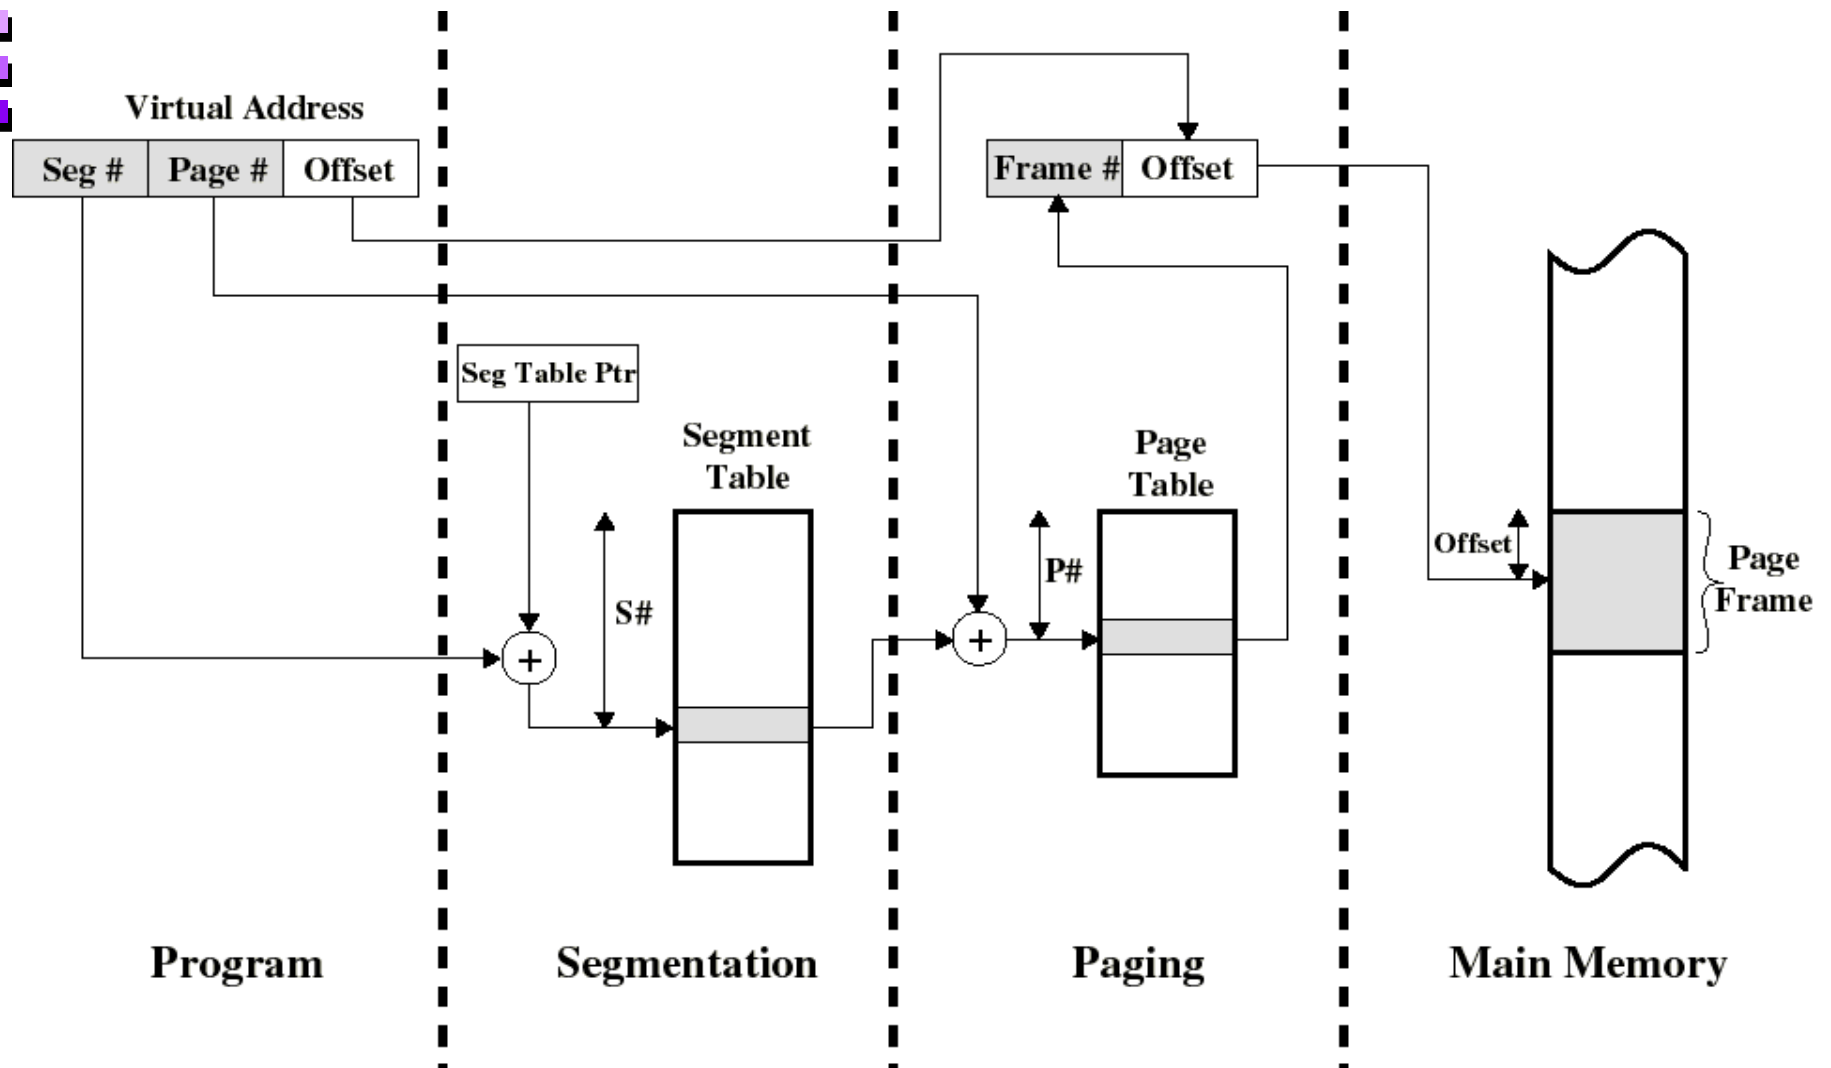 Virtual Address
Seg #
Page #
Offset
Frame #
Offset
Seg Table Ptr
Segment
Table
S#
+
Page
Table
P#
+
Offset
Page
Frame
Program
Segmentation
Paging
Main Memory